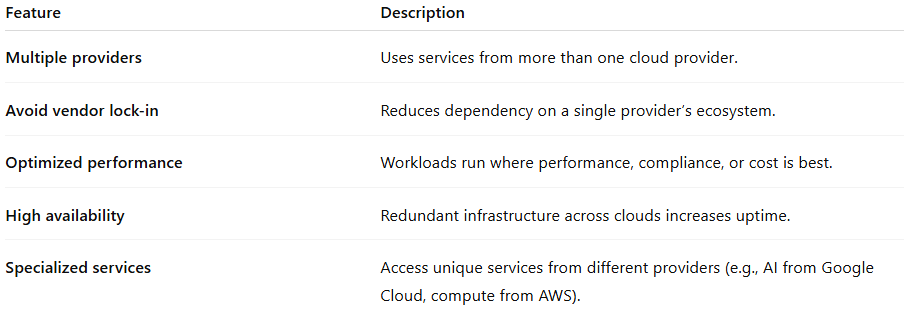 Feature Description
Multiple providers Uses services from more than one cloud provider.
Avoid vendor lock-in Reduces dependency on a single provider’s ecosystem.
Optimized performance Workloads run where performance, compliance, or cost is best.
High availability Redundant infrastructure across clouds increases uptime.
Specialized services Access unique services from different providers (e.g., AI from Google
Cloud, compute from AWS).